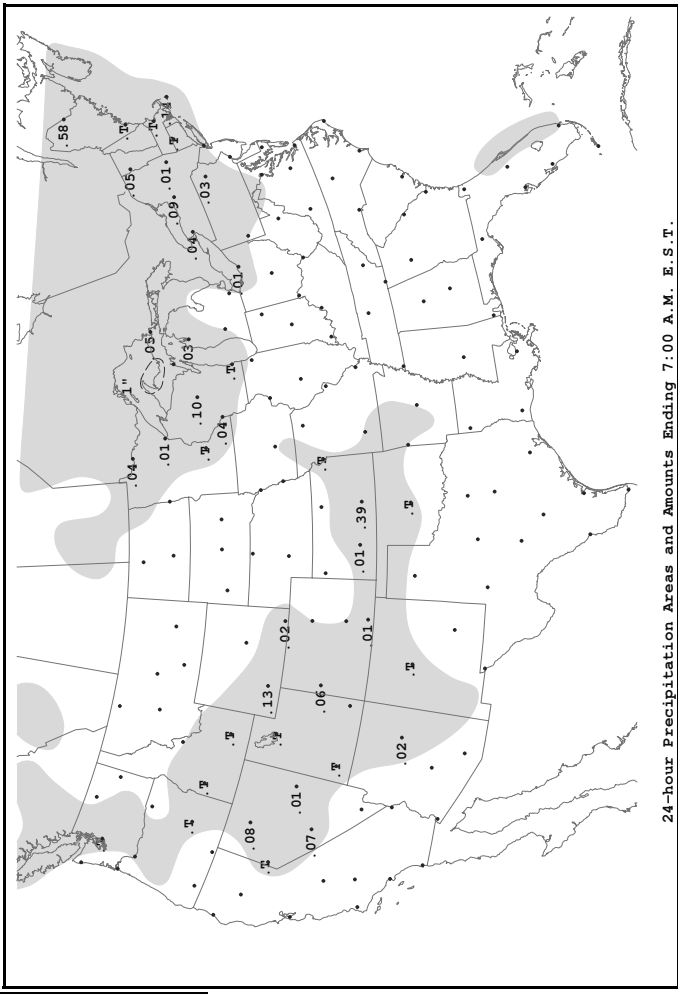 .58
T
.05
1"
.04
T
.05
.01
.01
T
.09
.04
.03
T
.10
.03
T
T
.04
T
T
.01
.08
T
.13
T
.02
.01
.07
.06
T
T
.01
.39
.01
.02
T
T
24-hour Precipitation Areas and Amounts Ending 7:00 A.M. E.S.T.